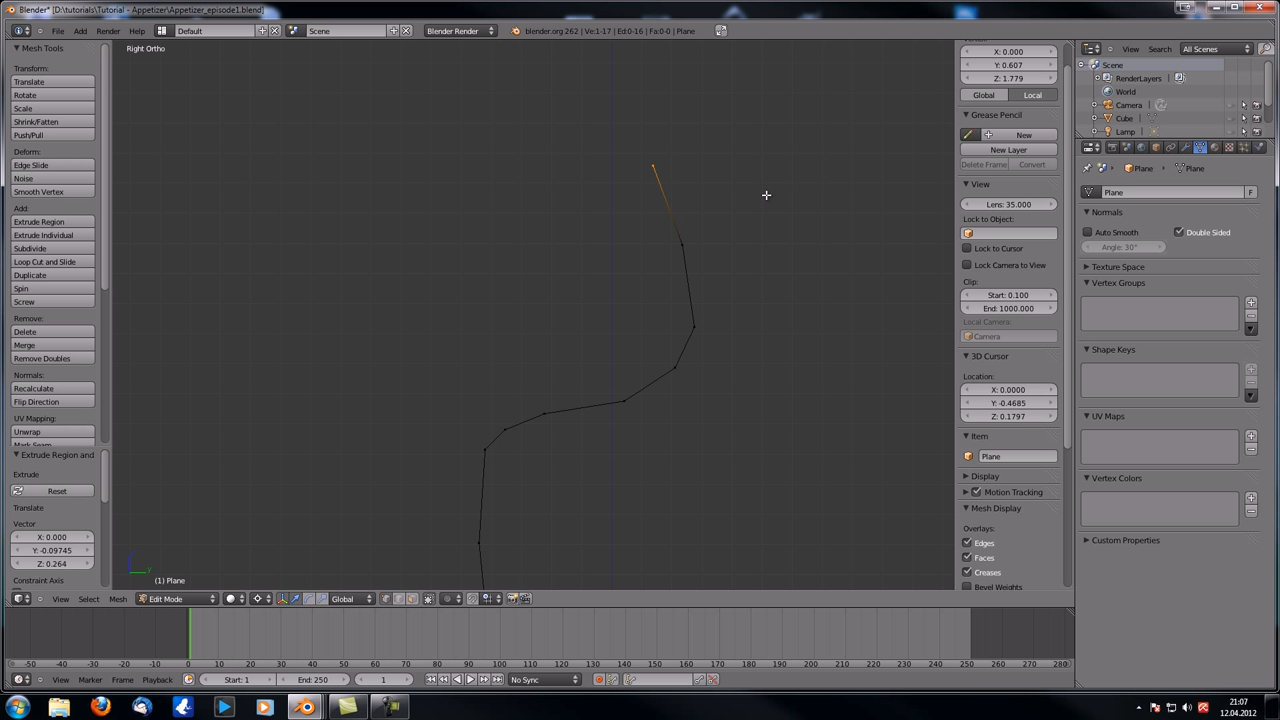 Blender* [D:\tutorials\Tutorial - Appetizer\Appetizer_episode1.blend]
File Add Render Help Default Scene Blender Render blender.org 262 | Ve:1-17 | Ed:0-16 | Fa:0-0 | Plane
Mesh Tools
Transform:
Translate
Rotate
Scale
Shrink/Fatten
Push/Pull
Deform:
Edge Slide
Noise
Smooth Vertex
Add:
Extrude Region
Extrude Individual
Subdivide
Loop Cut and Slide
Duplicate
Spin
Screw
Remove:
Delete
Merge
Remove Doubles
Normals:
Recalculate
Flip Direction
UV Mapping:
Unwrap
Mark Seam
Extrude Region and
Extrude
Reset
Translate
Vector
X: 0.000
Y: -0.09745
Z: 0.264
Constraint Axis
Right Ortho
(1) Plane
X: 0.000
Y: 0.607
Z: 1.779
Global Local
Grease Pencil
New
New Layer
Delete Frame Convert
View
Lens: 35.000
Lock to Object:
Lock to Cursor
Lock Camera to View
Clip:
Start: 0.100
End: 1000.000
Local Camera:
Camera
3D Cursor
Location:
X: 0.0000
Y: -0.4685
Z: 0.1797
Item
Plane
Display
Motion Tracking
Mesh Display
Overlays:
Edges
Faces
Creases
Bevel Weights
View Search All Scenes
Scene
RenderLayers
World
Camera
Cube
Lamp
Plane Plane
Plane F
Normals
Auto Smooth Double Sided
Angle: 30°
Texture Space
Vertex Groups
Shape Keys
UV Maps
Vertex Colors
Custom Properties
View Select Mesh Edit Mode Global
-50 -40 -30 -20 -10 0 10 20 30 40 50 60 70 80 90 100 110 120 130 140 150 160 170 180 190 200 210 220 230 240 250 260 270 280
View Marker Frame Playback Start: 1 End: 250 1 No Sync
21:07
12.04.2012